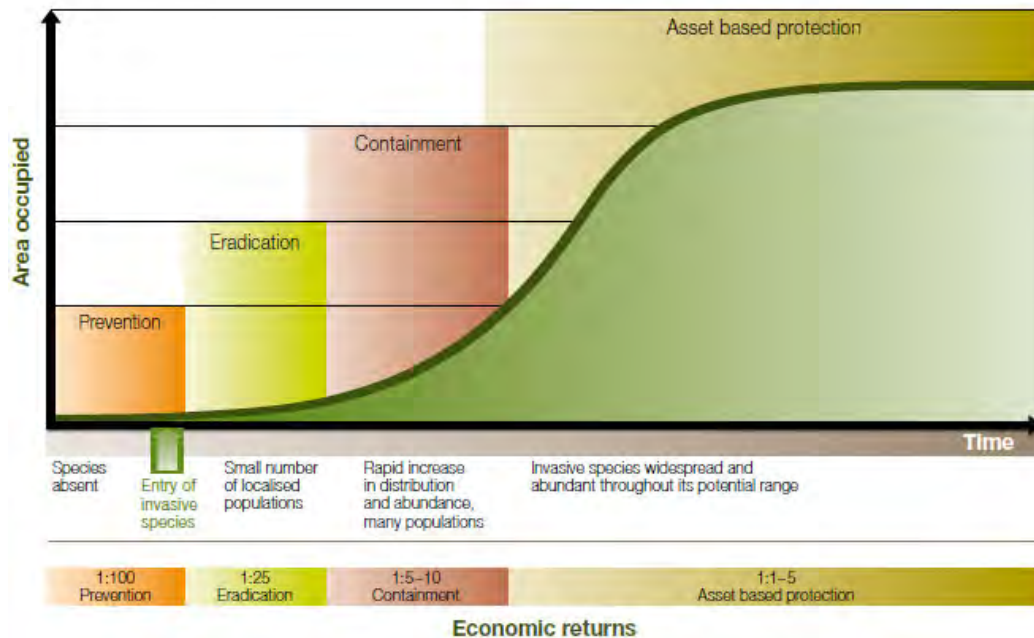 Asset based protection
Containment
Eradication
Prevention
Area occupied
Time
Species
absent
Entry of
invasive
species
Small number
of localised
populations
Rapid increase
in distribution
and abundance,
many populations
Invasive species widespread and
abundant throughout its potential range
1:100
Prevention
1:25
Eradication
1:5–10
Containment
1:1–5
Asset based protection
Economic returns